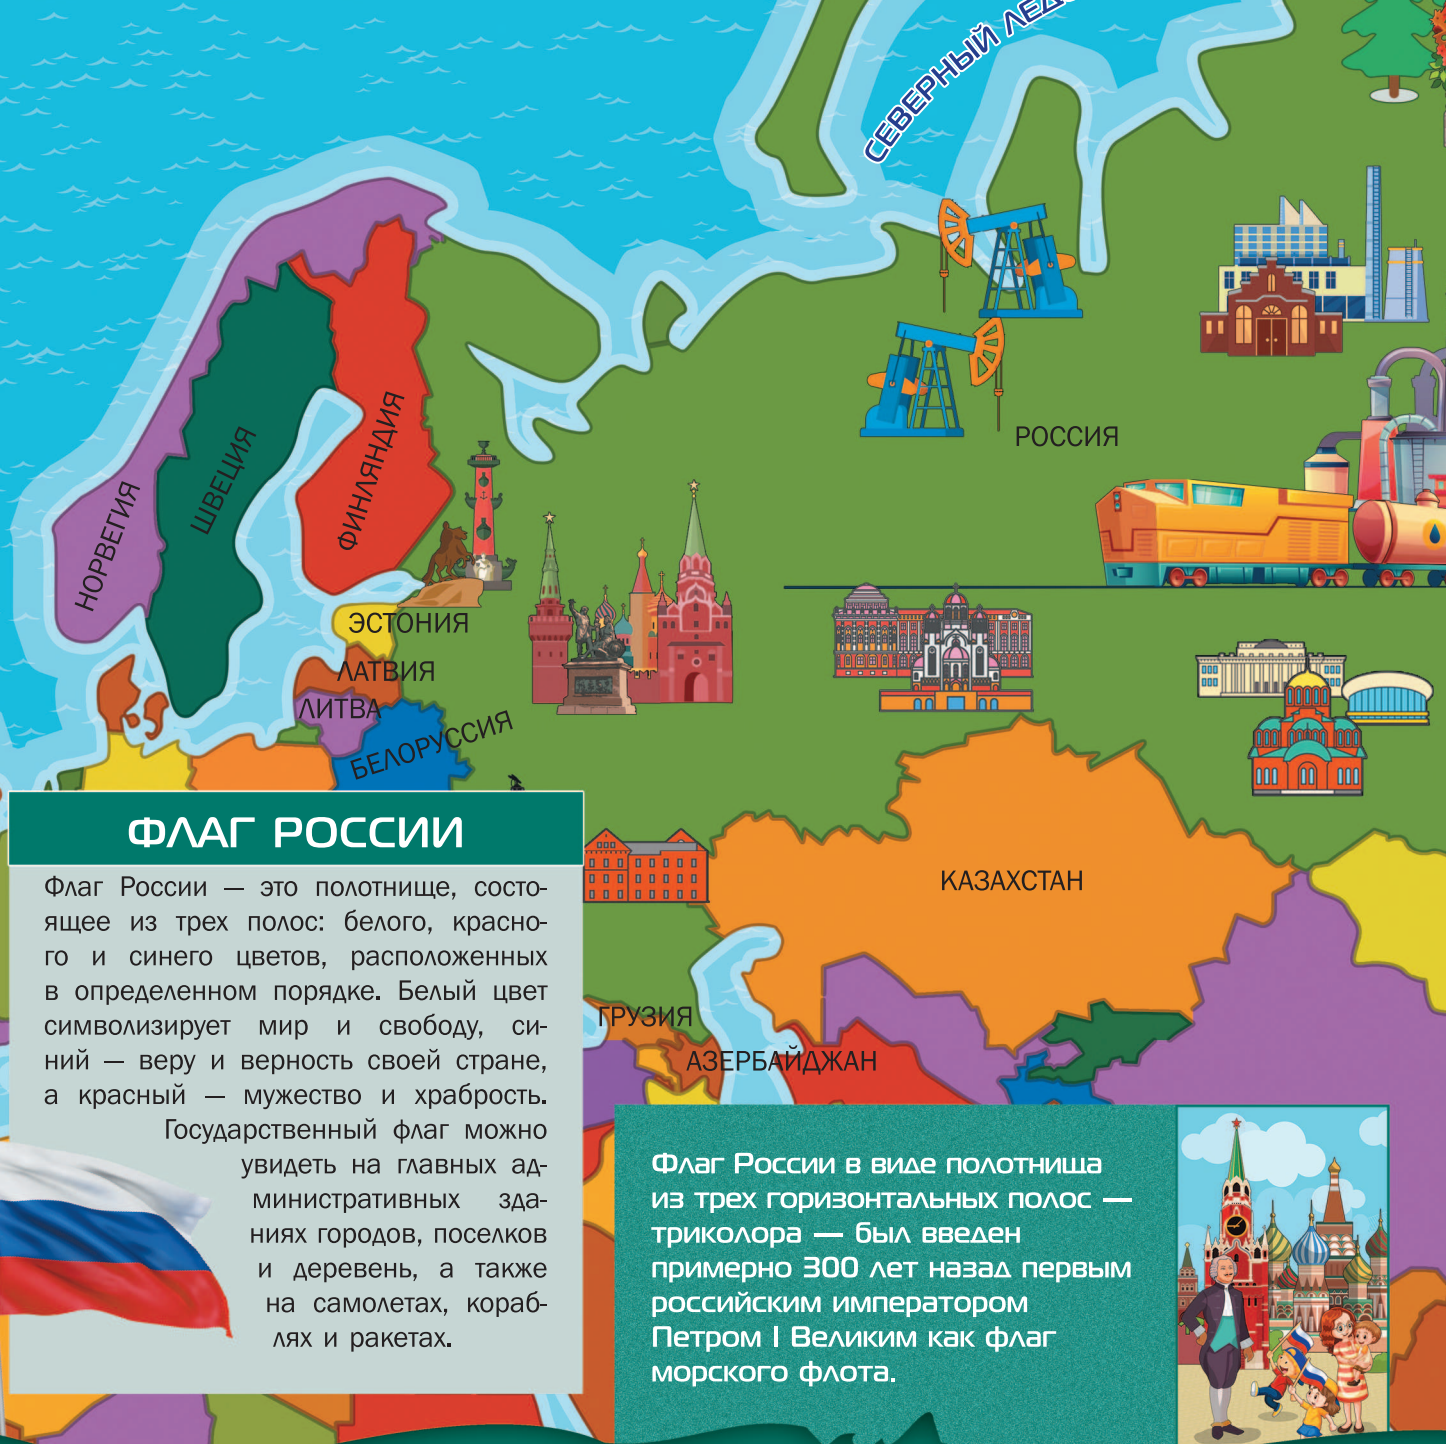 СЕВЕРНЫЙ
РОССИЯ
НОРВЕГИЯ
ШВЕЦИЯ
ФИНЛЯНДИЯ
ЭСТОНИЯ
ЛАТВИЯ
ЛИТВА
БЕЛОРУССИЯ
КАЗАХСТАН
ГРУЗИЯ
АЗЕРБАЙДЖАН
ФЛАГ РОССИИ
Флаг России — это полотнище, состо-
ящее из трех полос: белого, красно-
го и синего цветов, расположенных
в определенном порядке. Белый цвет
символизирует мир и свободу, си-
ний — веру и верность своей стране,
а красный — мужество и храбрость.
Государственный флаг можно
увидеть на главных ад-
министративных зда-
ниях городов, поселков
и деревень, а также
на самолетах, кораб-
лях и ракетах.
Флаг России в виде полотнища
из трех горизонтальных полос —
триколора — был введен
примерно 300 лет назад первым
российским императором
Петром I Великим как флаг
морского флота.